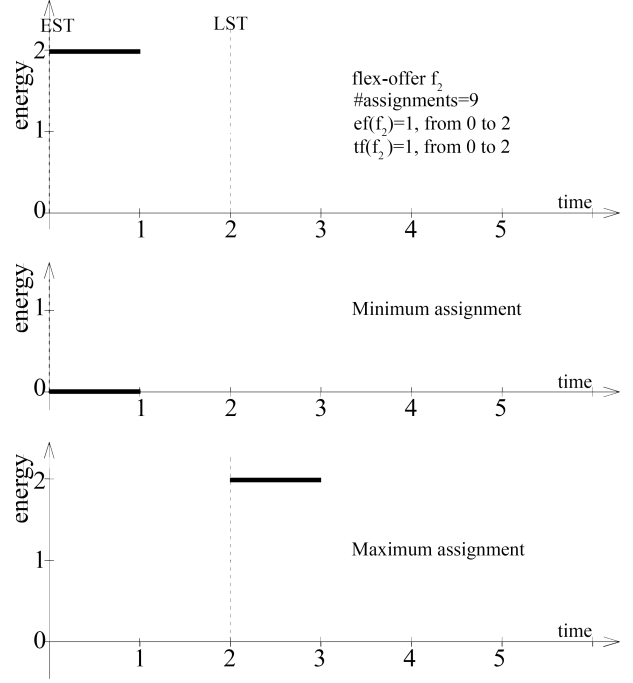 EST
LST
energy
2
1
0
flex-offer f₂
#assignments=9
ef(f₂)=1, from 0 to 2
tf(f₂)=1, from 0 to 2
time
1 2 3 4 5
energy
1
0
Minimum assignment
time
1 2 3 4 5
energy
2
1
0
Maximum assignment
time
1 2 3 4 5